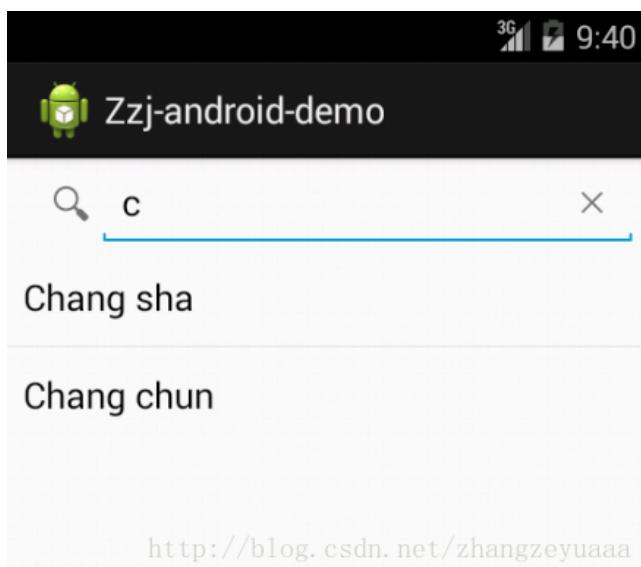 3G 9:40
Zzj-android-demo
c
Chang sha
Chang chun
http://blog.csdn.net/zhangzeyuaaa